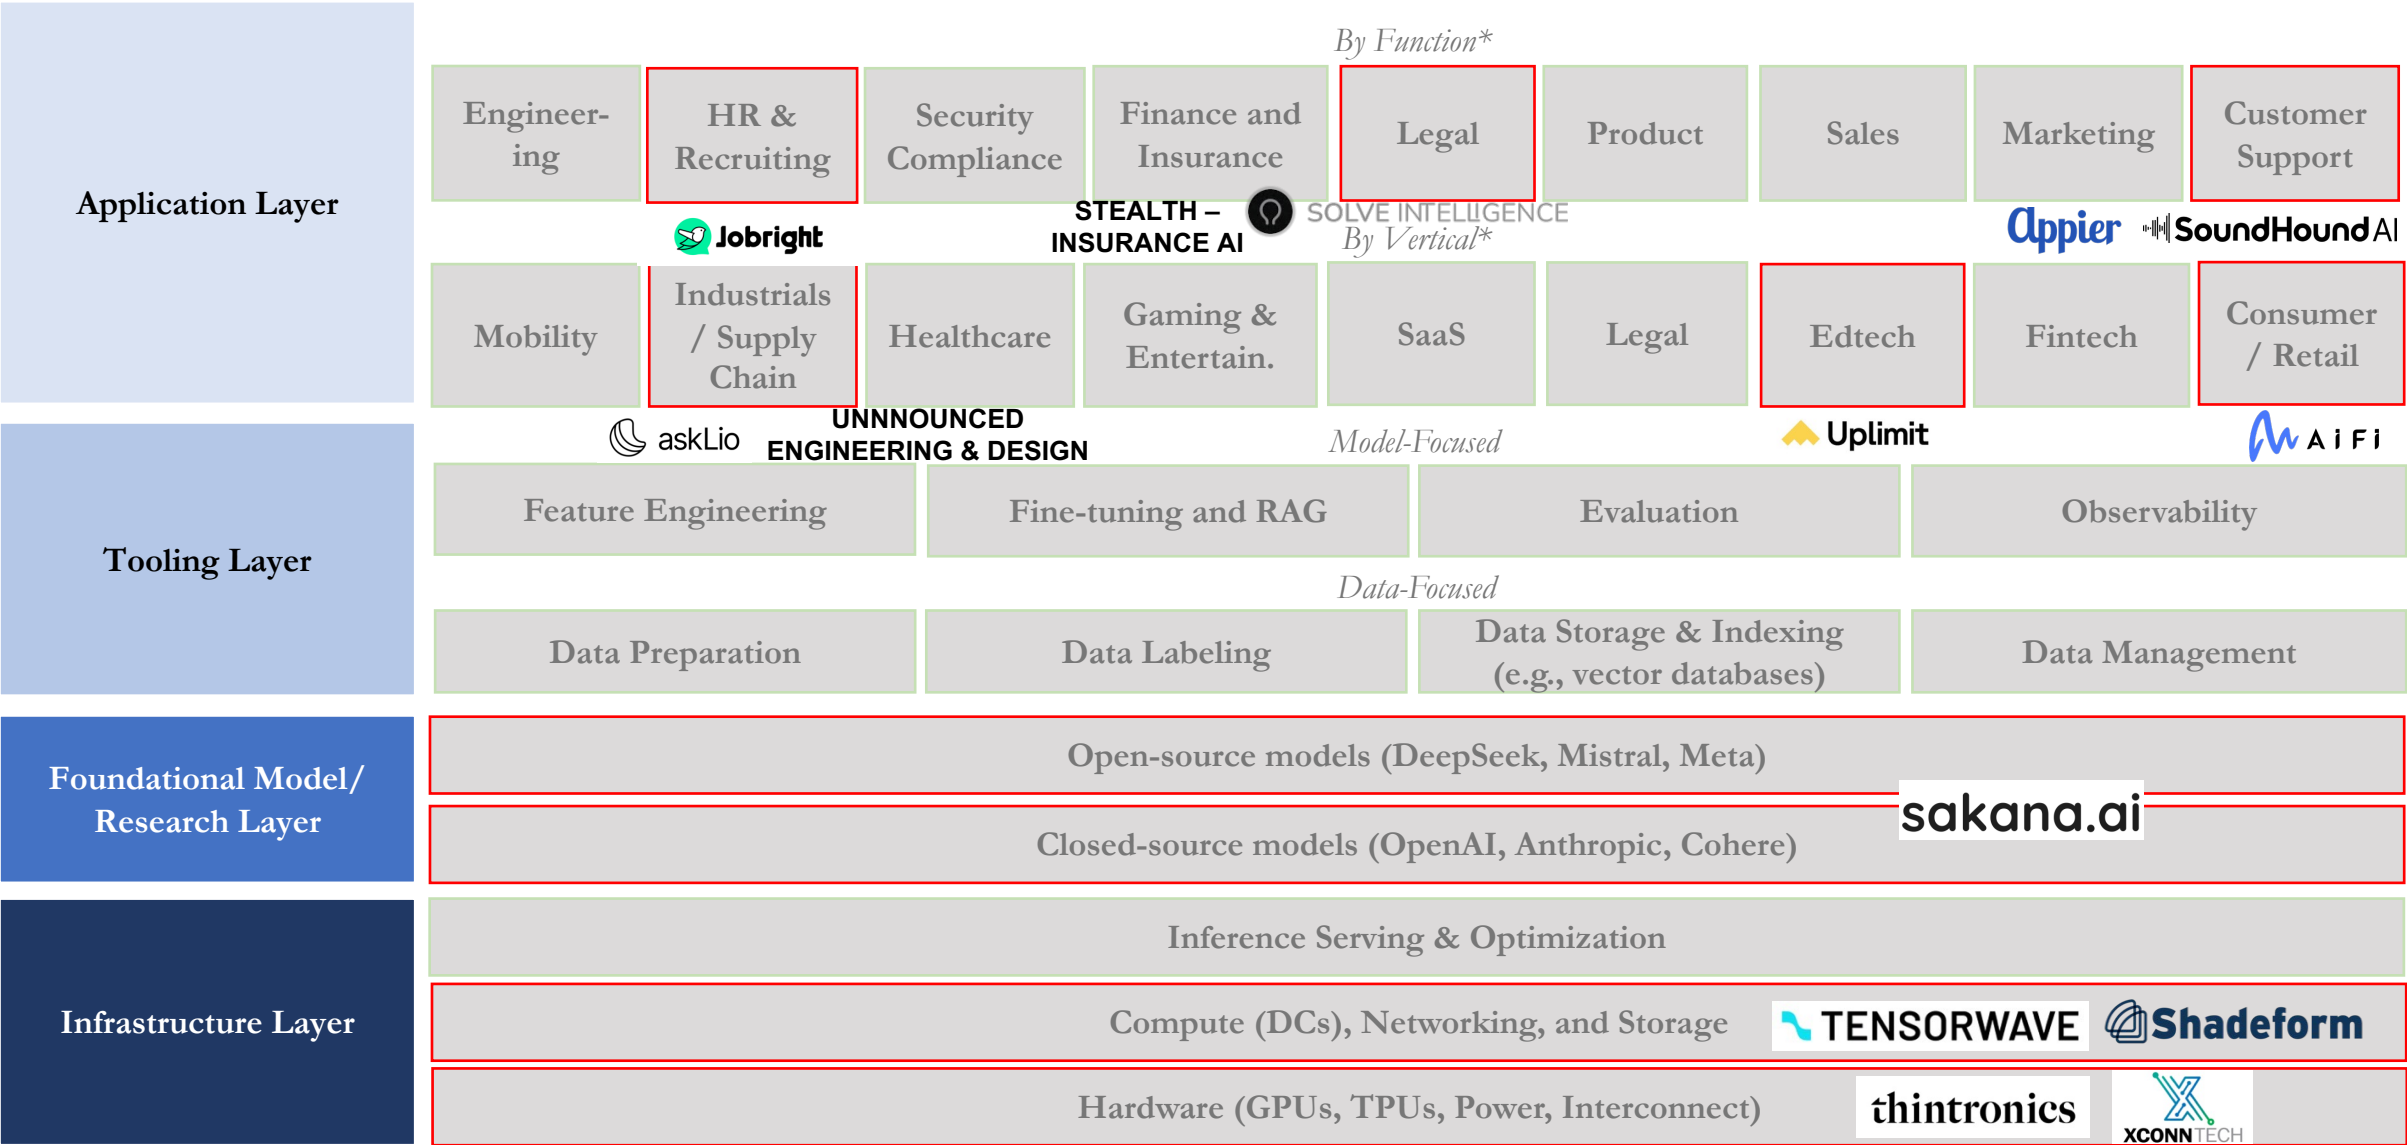 By Function*
Application Layer
Engineer-
ing
HR &
Recruiting
Security
Compliance
Finance and
Insurance
Legal
Product
Sales
Marketing
Customer
Support
Jobright
STEALTH –
INSURANCE AI
SOLVE INTELLIGENCE
Appier
SoundHound AI
By Vertical*
Mobility
Industrials
/ Supply
Chain
Healthcare
Gaming &
Entertain.
SaaS
Legal
Edtech
Fintech
Consumer
/ Retail
askLio
UNNNOUNCED
ENGINEERING & DESIGN
Uplimit
AiFi
Tooling Layer
Model-Focused
Feature Engineering
Fine-tuning and RAG
Evaluation
Observability
Data-Focused
Data Preparation
Data Labeling
Data Storage & Indexing
(e.g., vector databases)
Data Management
Foundational Model/
Research Layer
Open-source models (DeepSeek, Mistral, Meta)
sakana.ai
Closed-source models (OpenAI, Anthropic, Cohere)
Infrastructure Layer
Inference Serving & Optimization
Compute (DCs), Networking, and Storage
TENSORWAVE
Shadeform
Hardware (GPUs, TPUs, Power, Interconnect)
thintronics
XCONNTECH